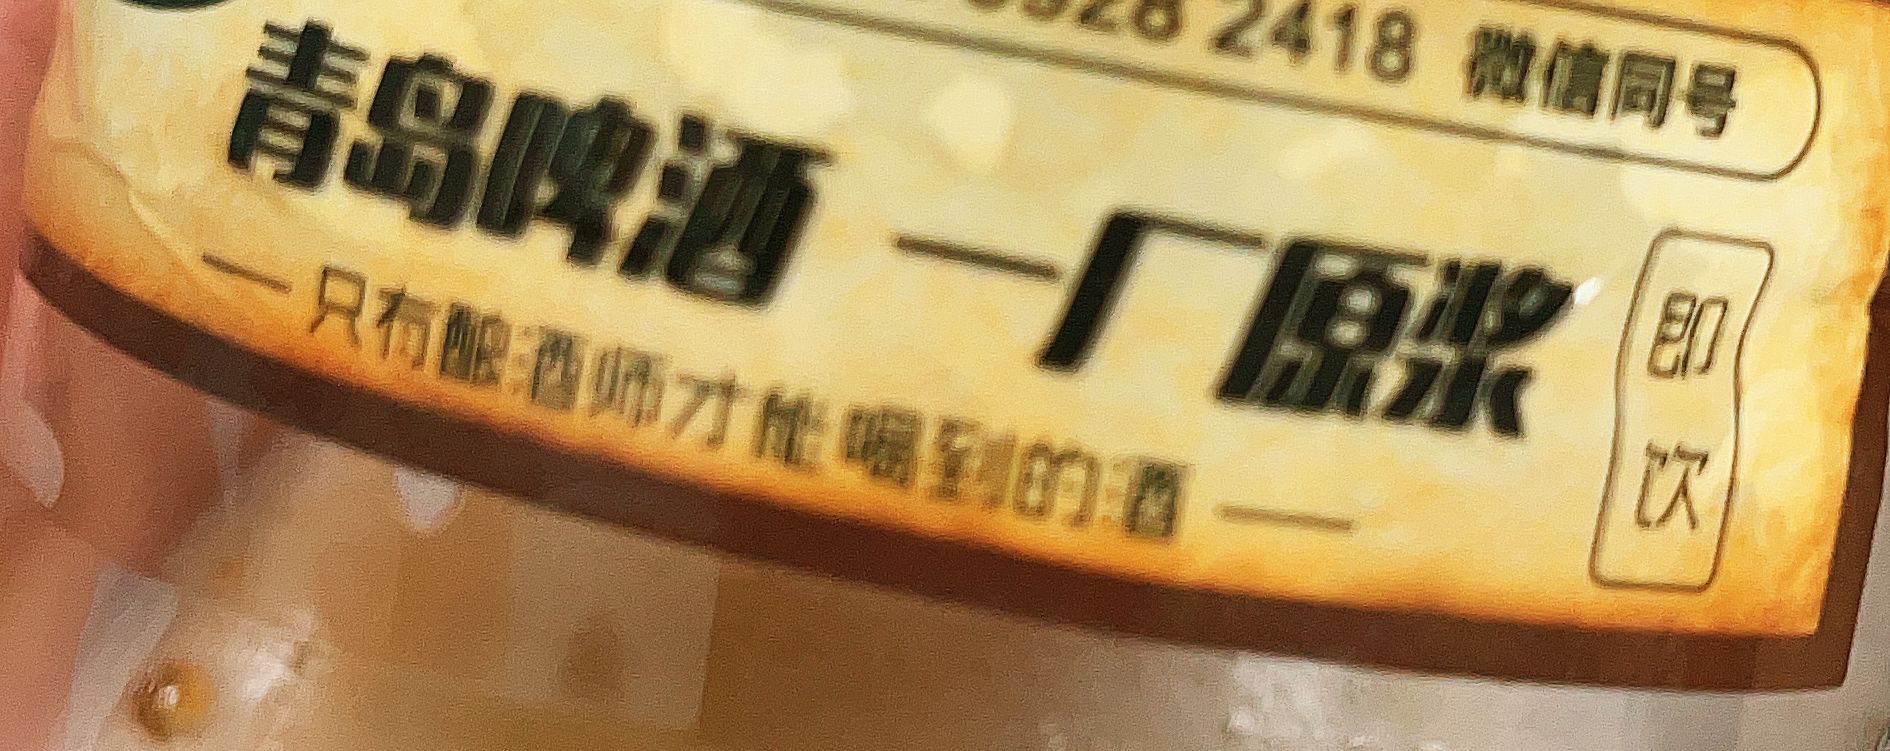 28 2418 微信同号
青岛啤酒 一厂原浆
即饮
—只有酿酒师才能喝到的酒—